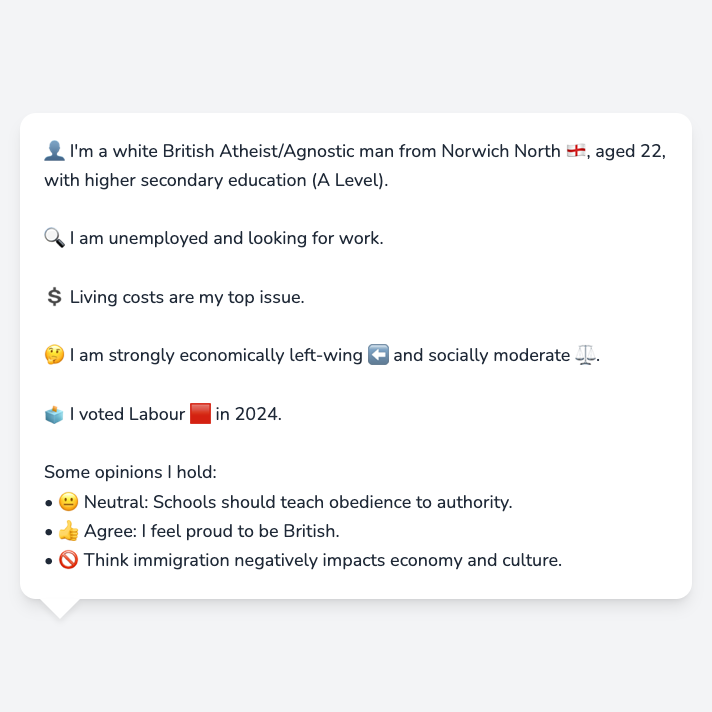 👤 I'm a white British Atheist/Agnostic man from Norwich North 🏴󠁧󠁢󠁥󠁮󠁧󠁿, aged 22,
with higher secondary education (A Level).
🔍 I am unemployed and looking for work.
💲 Living costs are my top issue.
🤔 I am strongly economically left-wing ⬅️ and socially moderate ⚖️.
🗳️ I voted Labour 🟥 in 2024.
Some opinions I hold:
• 😐 Neutral: Schools should teach obedience to authority.
• 👍 Agree: I feel proud to be British.
• 🚫 Think immigration negatively impacts economy and culture.